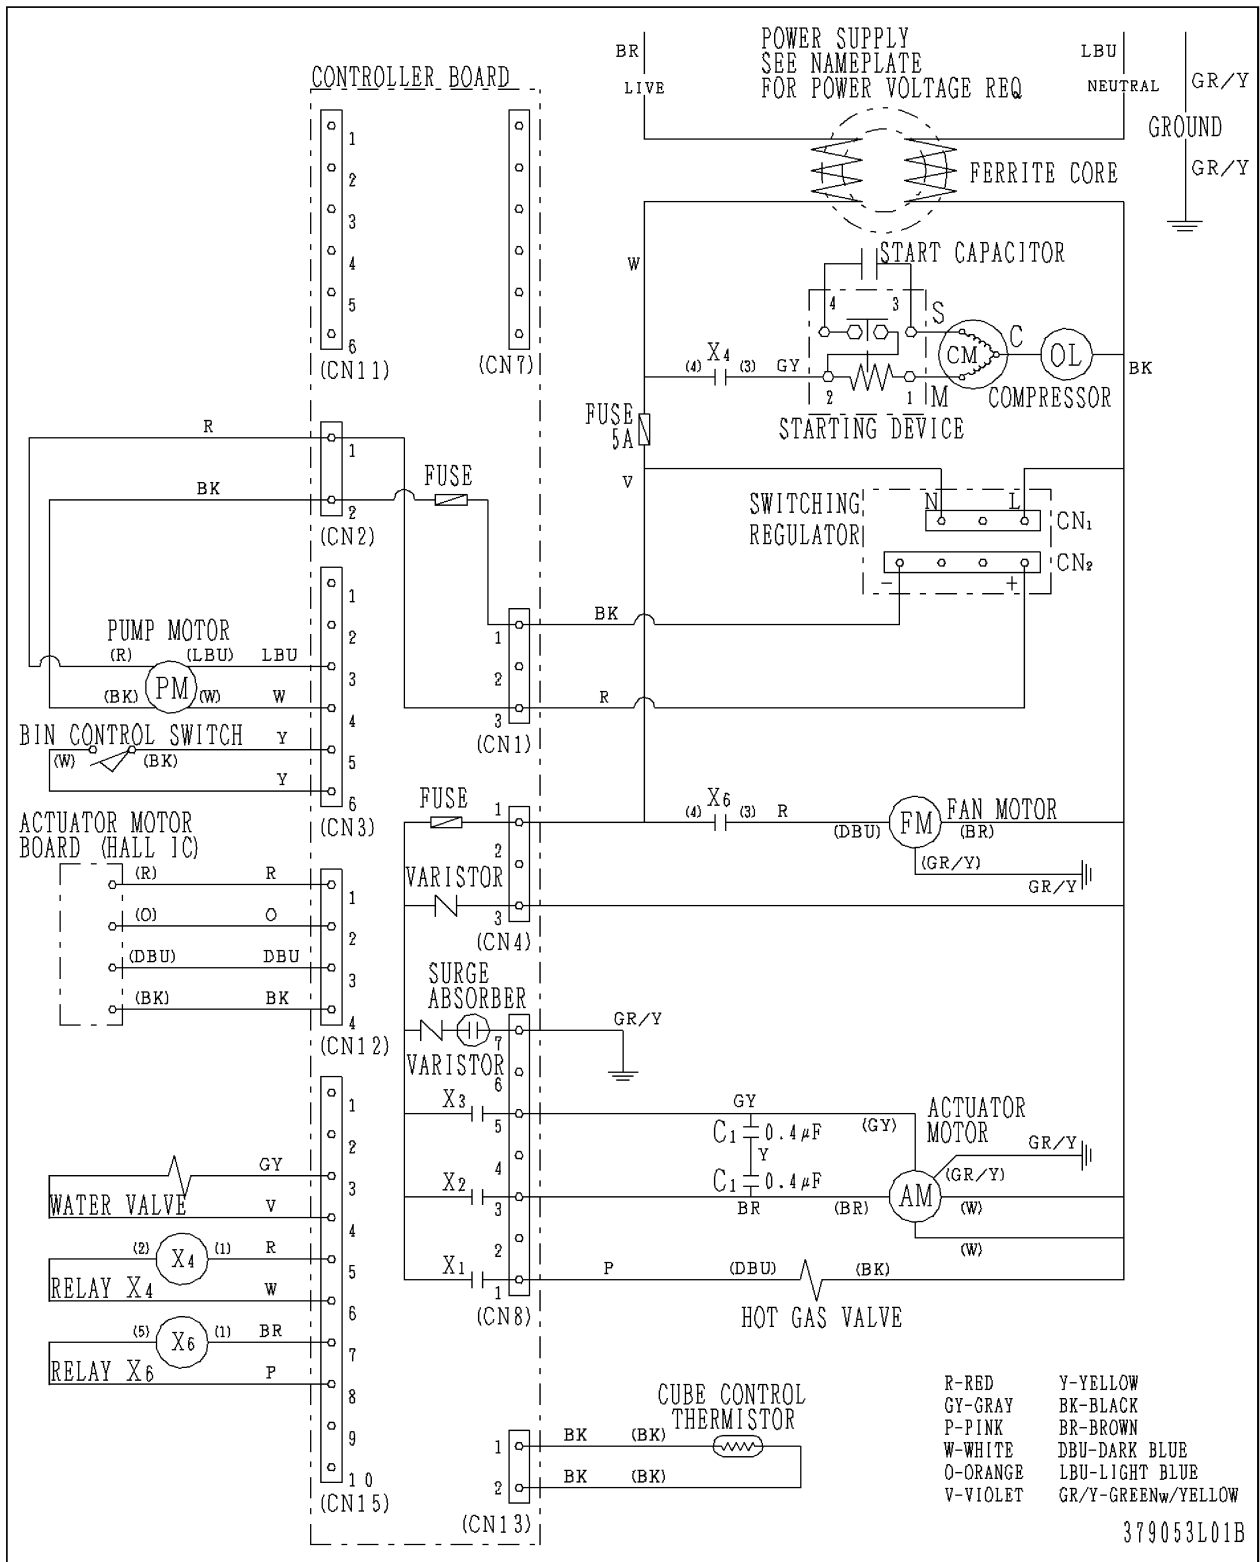 CONTROLLER BOARD
BR
LIVE
POWER SUPPLY
SEE NAMEPLATE
FOR POWER VOLTAGE REQ
LBU
NEUTRAL
GR/Y
GROUND
GR/Y
FERRITE CORE
1
2
3
4
5
6
(CN11)
(CN7)
W
START CAPACITOR
4
3
S
C
CM
OL
(4) X4 (3) GY
2
1
M
COMPRESSOR
BK
STARTING DEVICE
FUSE
5A
V
R
BK
1
2
(CN2)
FUSE
SWITCHING
REGULATOR
N
L
CN1
CN2
-
+
1
2
3
4
5
6
(CN3)
PUMP MOTOR
(R) (LBU) LBU
PM
(BK) (W) W
BIN CONTROL SWITCH
(W) (BK)
Y
Y
1
2
3
(CN1)
BK
R
ACTUATOR MOTOR
BOARD (HALL IC)
(R) R
(O) O
(DBU) DBU
(BK) BK
1
2
3
4
(CN12)
FUSE
VARISTOR
1
2
3
(CN4)
(4) X6 (3) R
(DBU)
FM
FAN MOTOR
(BR)
(GR/Y)
GR/Y
SURGE
ABSORBER
VARISTOR
GR/Y
7
6
5
4
3
2
1
(CN8)
X3
X2
X1
GY
C1 0.4μF
Y
C1 0.4μF
BR
(GY)
(BR)
ACTUATOR
MOTOR
GR/Y
(GR/Y)
AM
(W)
(W)
P
(DBU)
(BK)
HOT GAS VALVE
1
2
3
4
5
6
7
8
9
10
(CN15)
GY
WATER VALVE
V
(2) X4 (1) R
RELAY X4
W
(5) X6 (1) BR
RELAY X6
P
1
2
(CN13)
BK (BK)
BK (BK)
CUBE CONTROL
THERMISTOR
R-RED Y-YELLOW
GY-GRAY BK-BLACK
P-PINK BR-BROWN
W-WHITE DBU-DARK BLUE
O-ORANGE LBU-LIGHT BLUE
V-VIOLET GR/Y-GREENw/YELLOW
379053L01B